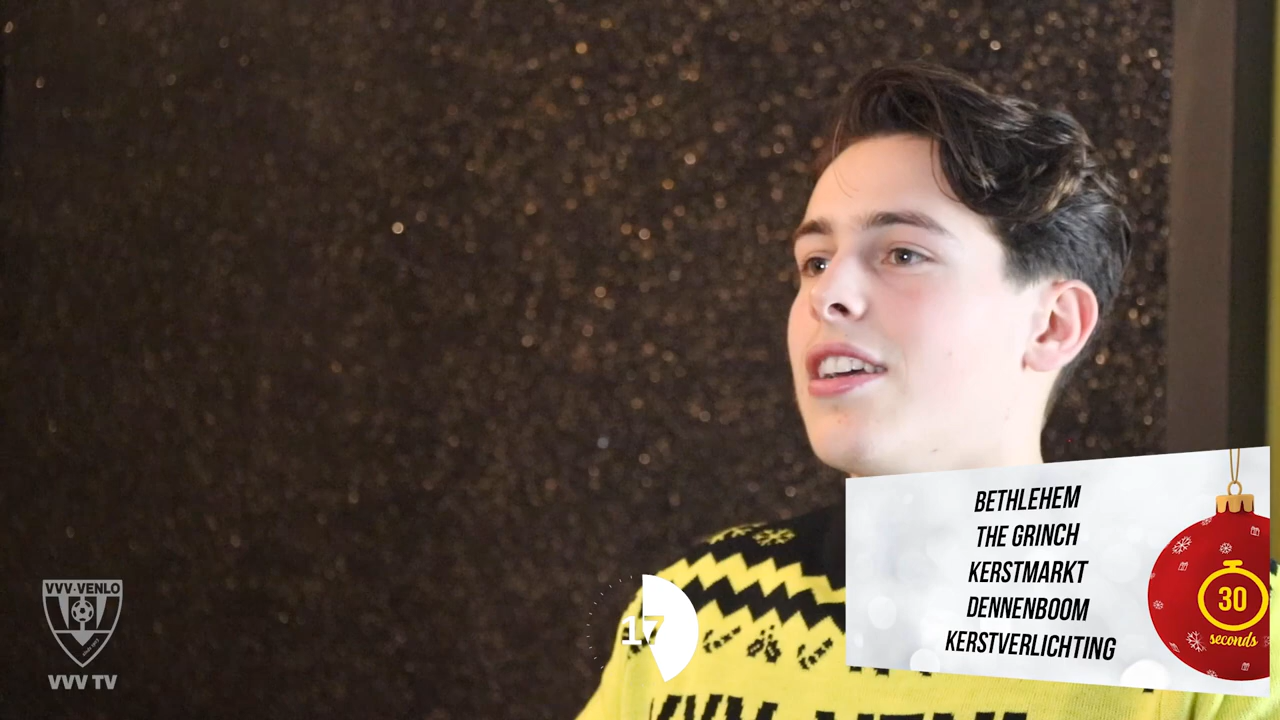 BETHLEHEM
THE GRINCH
KERSTMARKT
DENNENBOOM
KERSTVERLICHTING
30
seconds
17
VVV-VENLO
VVV TV